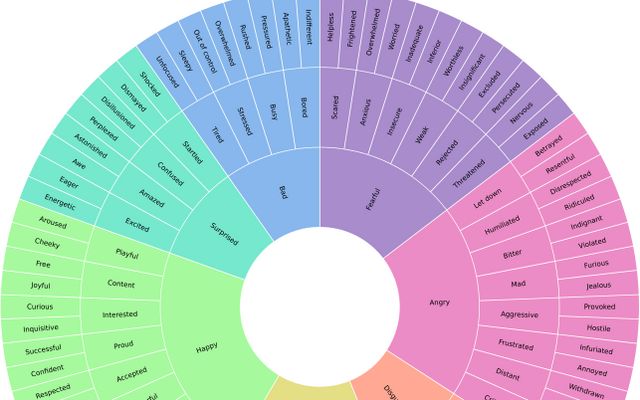 Helpless
Frightened
Overwhelmed
Worried
Inadequate
Inferior
Worthless
Insignificant
Excluded
Persecuted
Nervous
Exposed
Scared
Anxious
Insecure
Weak
Rejected
Threatened
Fearful
Betrayed
Resentful
Disrespected
Ridiculed
Indignant
Violated
Furious
Jealous
Provoked
Hostile
Infuriated
Annoyed
Withdrawn
Let down
Humiliated
Bitter
Mad
Aggressive
Frustrated
Distant
Angry
Indifferent
Apathetic
Pressured
Rushed
Overwhelmed
Out of control
Sleepy
Unfocused
Bored
Busy
Stressed
Tired
Bad
Shocked
Dismayed
Disillusioned
Perplexed
Astonished
Awe
Eager
Energetic
Startled
Confused
Amazed
Excited
Surprised
Aroused
Cheeky
Free
Joyful
Curious
Inquisitive
Successful
Confident
Respected
Playful
Content
Interested
Proud
Accepted
Happy